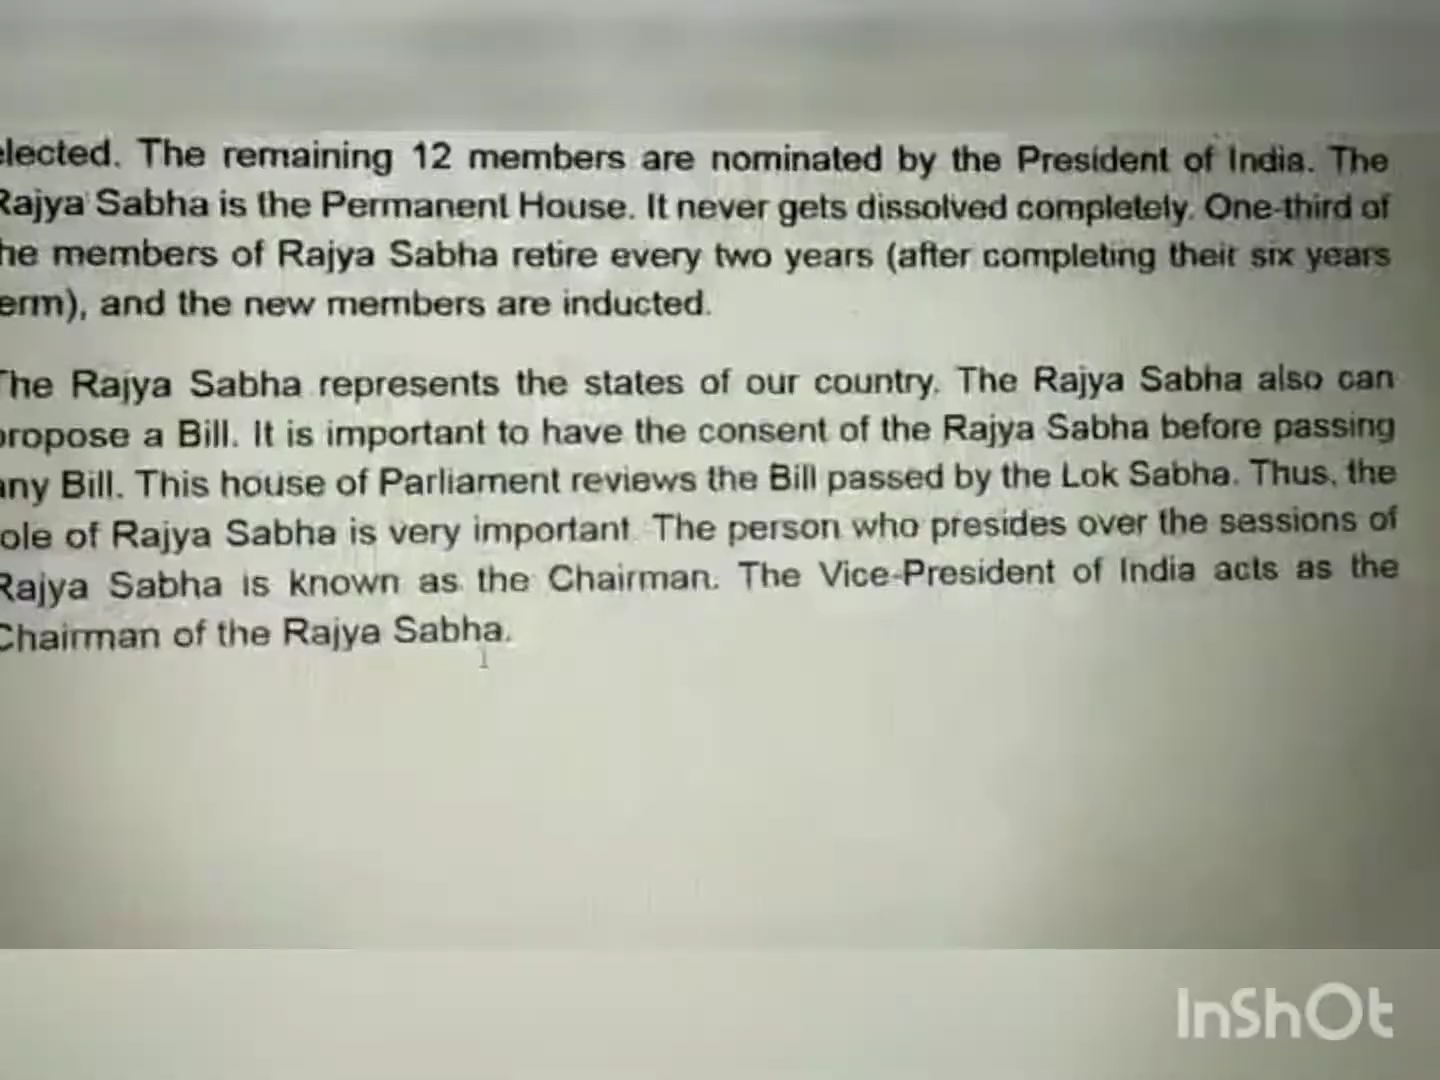 elected. The remaining 12 members are nominated by the President of India. The
Rajya Sabha is the Permanent House. It never gets dissolved completely. One-third of
he members of Rajya Sabha retire every two years (after completing their six years
erm), and the new members are inducted.
The Rajya Sabha represents the states of our country. The Rajya Sabha also can
propose a Bill. It is important to have the consent of the Rajya Sabha before passing
any Bill. This house of Parliament reviews the Bill passed by the Lok Sabha. Thus, the
ole of Rajya Sabha is very important. The person who presides over the sessions of
Rajya Sabha is known as the Chairman. The Vice-President of India acts as the
Chairman of the Rajya Sabha.
InShOt